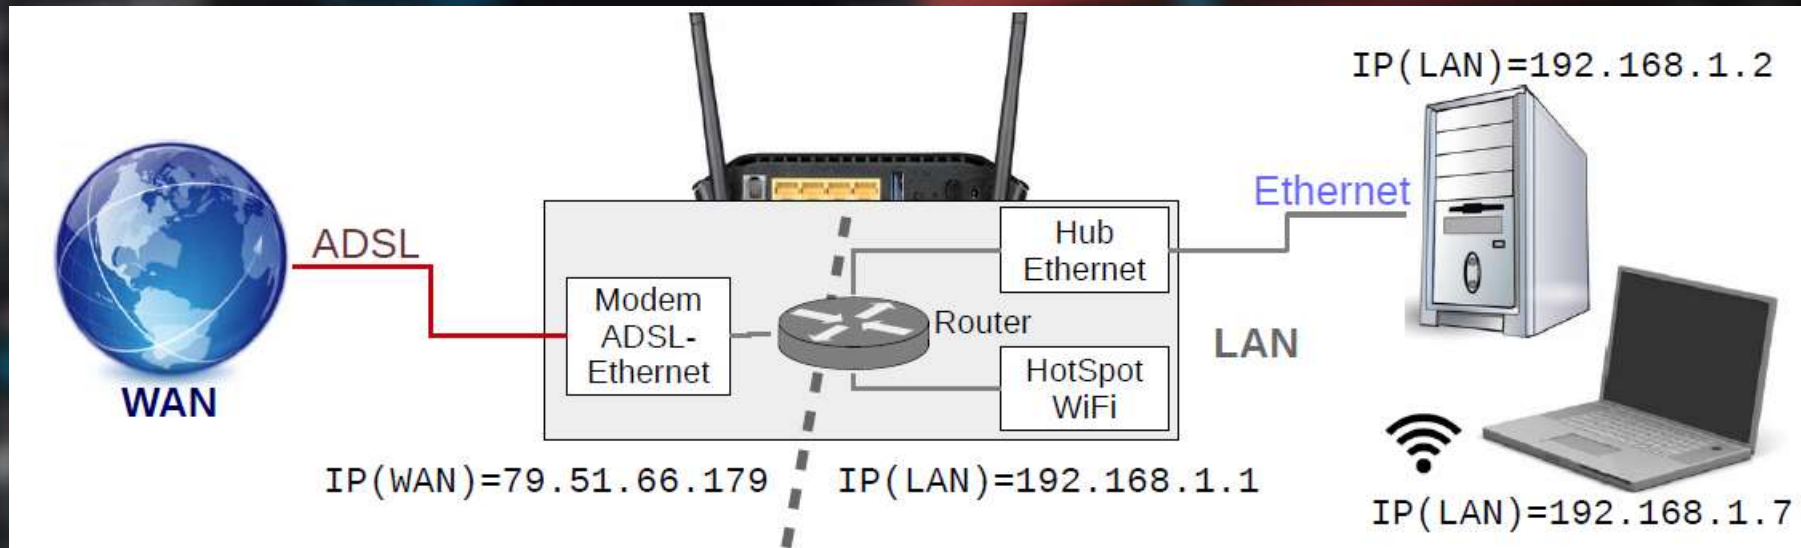 IP(LAN)=192.168.1.2
Ethernet
ADSL
Hub
Ethernet
Modem
ADSL-
Ethernet
Router
LAN
HotSpot
WiFi
WAN
IP(WAN)=79.51.66.179
IP(LAN)=192.168.1.1
IP(LAN)=192.168.1.7